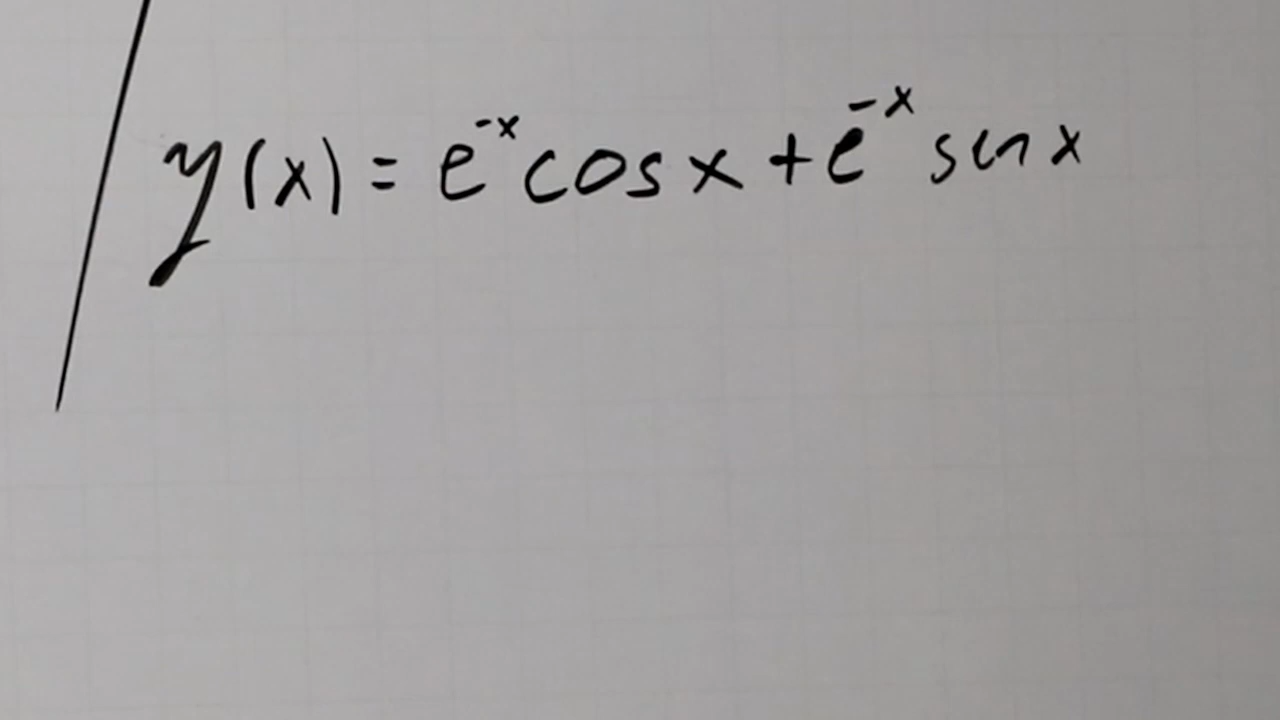 y(x) = e^{-x} cos x + e^{-x} sin x